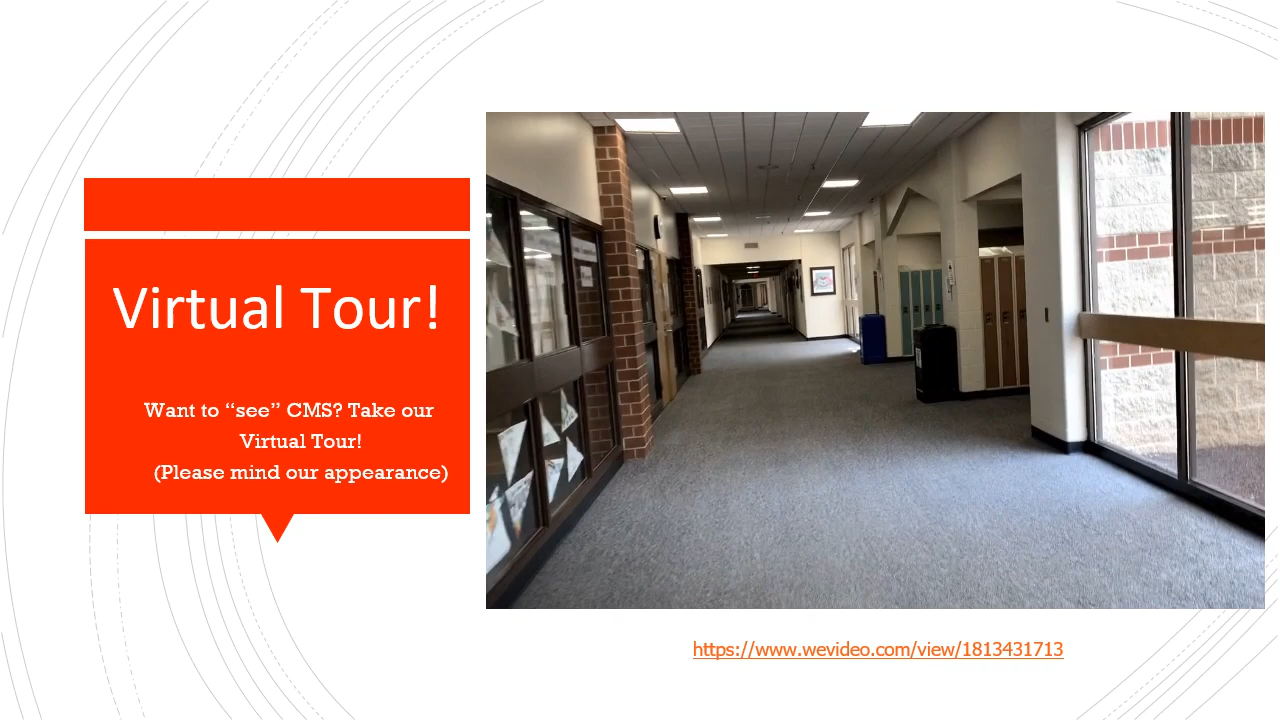 Virtual Tour!
Want to “see” CMS? Take our
Virtual Tour!
(Please mind our appearance)
https://www.wevideo.com/view/1813431713